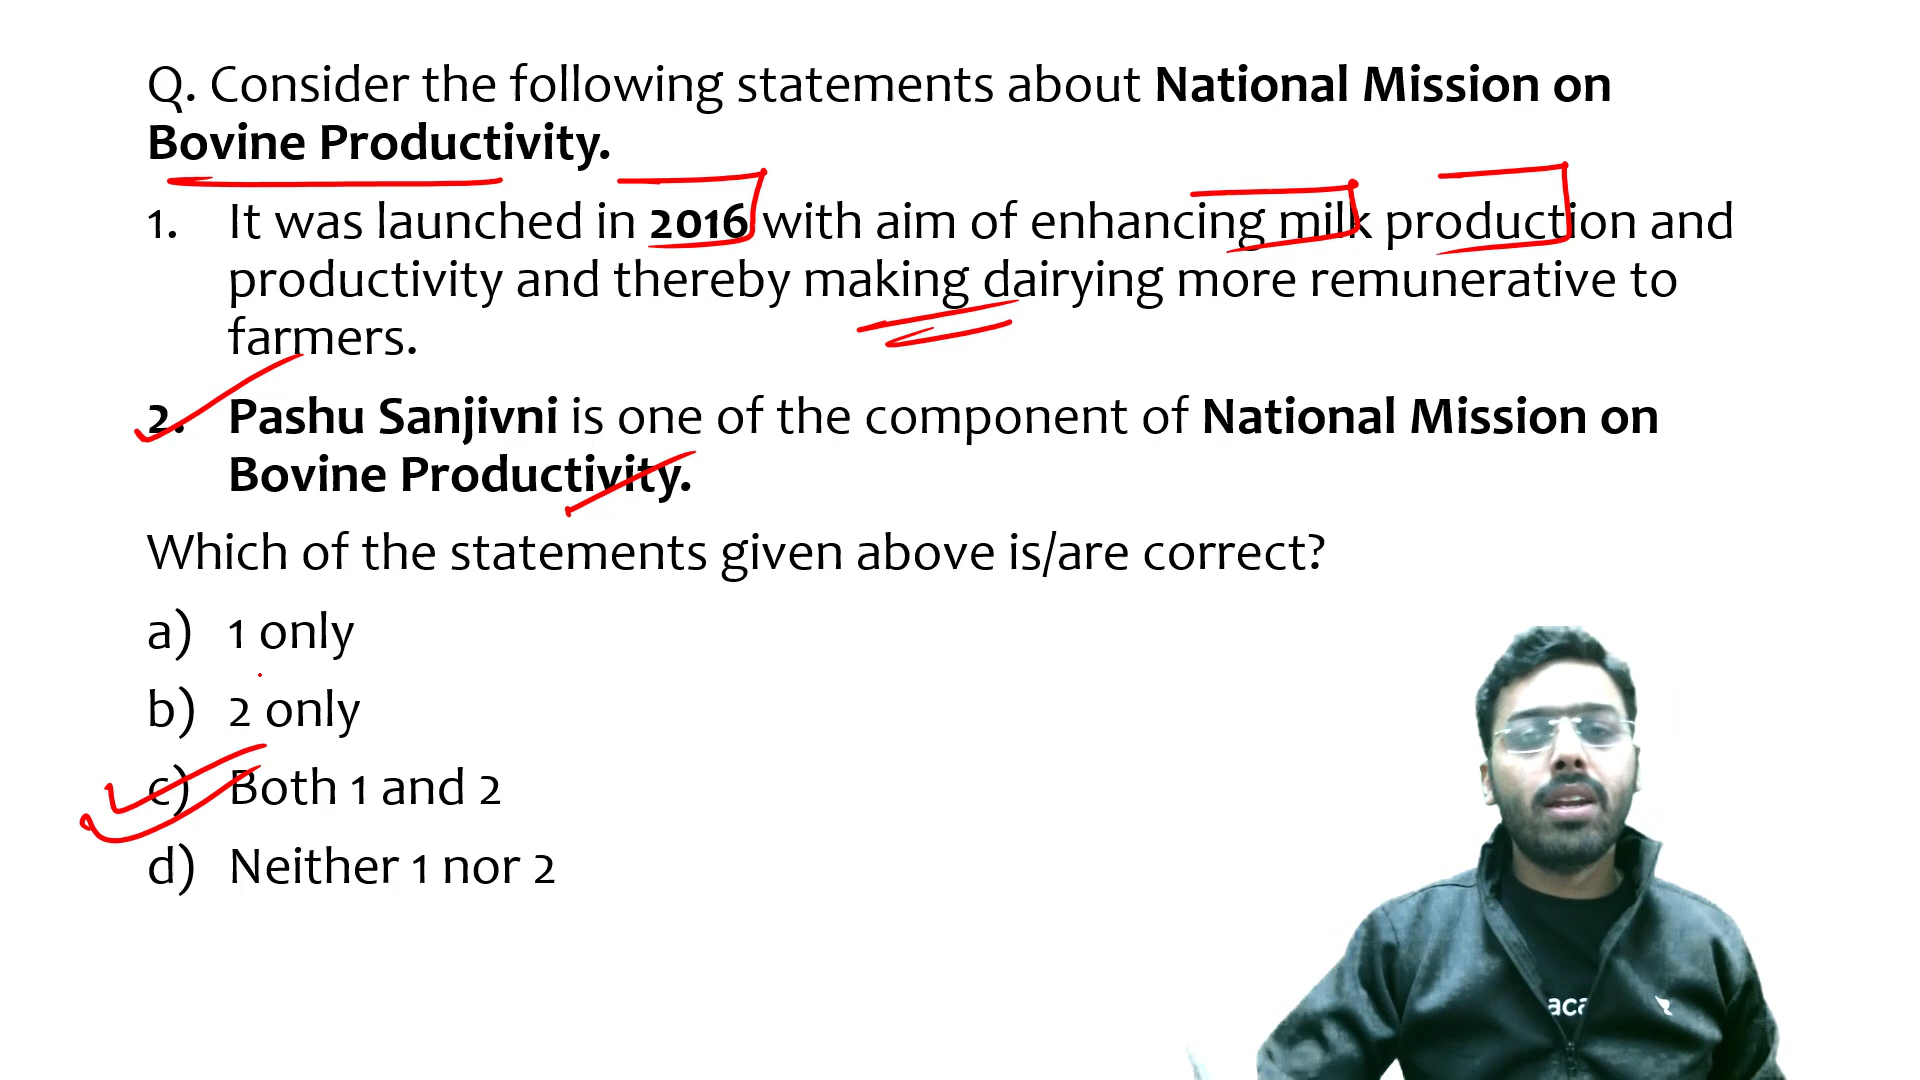 Q. Consider the following statements about National Mission on
Bovine Productivity.
1. It was launched in 2016 with aim of enhancing milk production and
productivity and thereby making dairying more remunerative to
farmers.
2. Pashu Sanjivni is one of the component of National Mission on
Bovine Productivity.
Which of the statements given above is/are correct?
a) 1 only
b) 2 only
c) Both 1 and 2
d) Neither 1 nor 2
aca